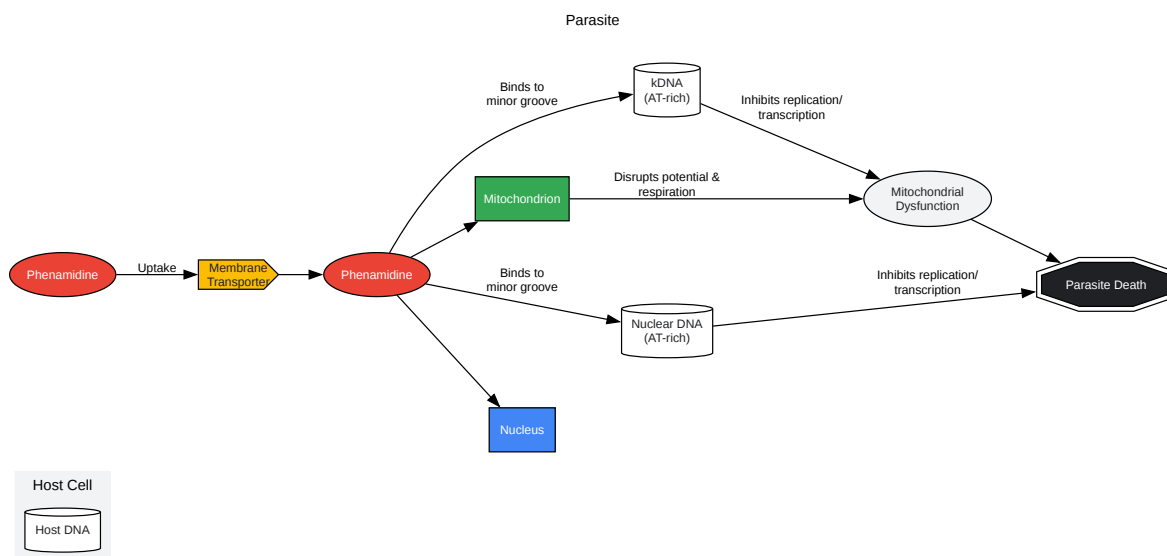 Parasite
kDNA
(AT-rich)
Binds to
minor groove
Inhibits replication/
transcription
Mitochondrion
Disrupts potential &
respiration
Mitochondrial
Dysfunction
Phenamidine
Uptake
Membrane
Transporter
Phenamidine
Binds to
minor groove
Nuclear DNA
(AT-rich)
Inhibits replication/
transcription
Parasite Death
Nucleus
Host Cell
Host DNA